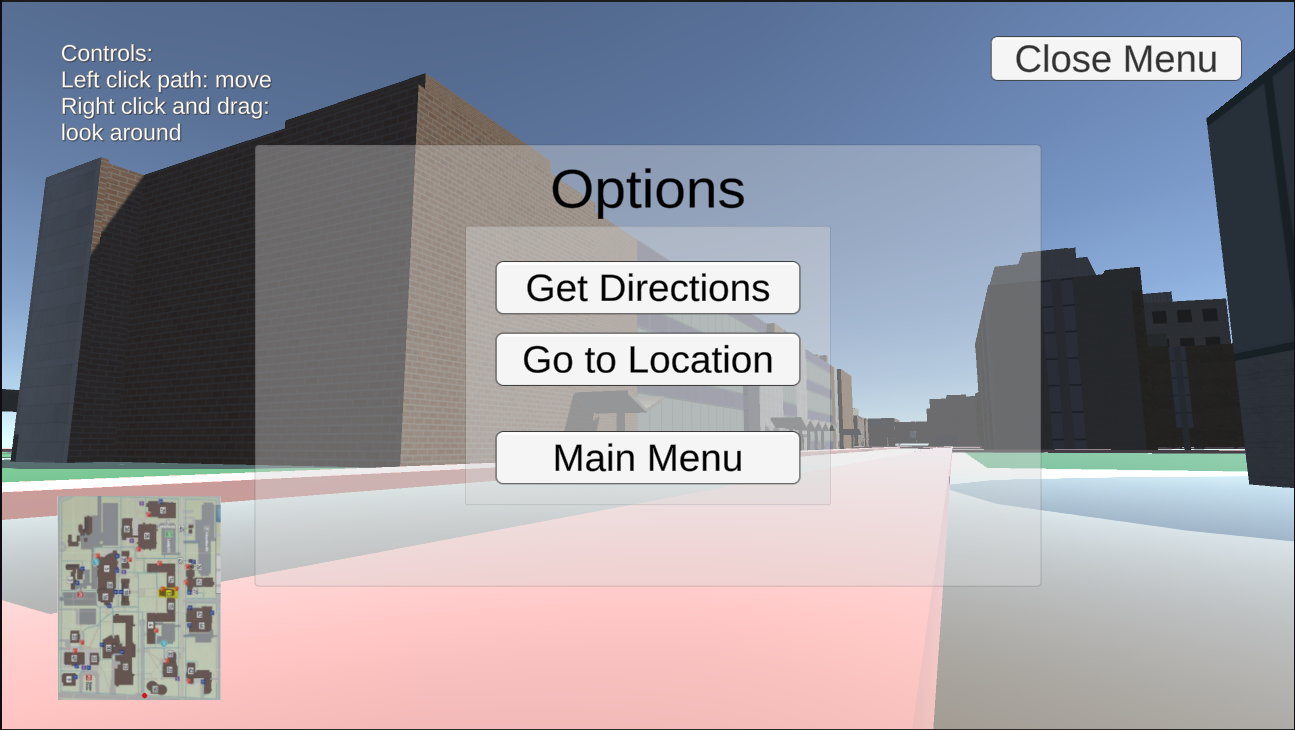 Controls:
Left click path: move
Right click and drag:
look around
Close Menu
Options
Get Directions
Go to Location
Main Menu